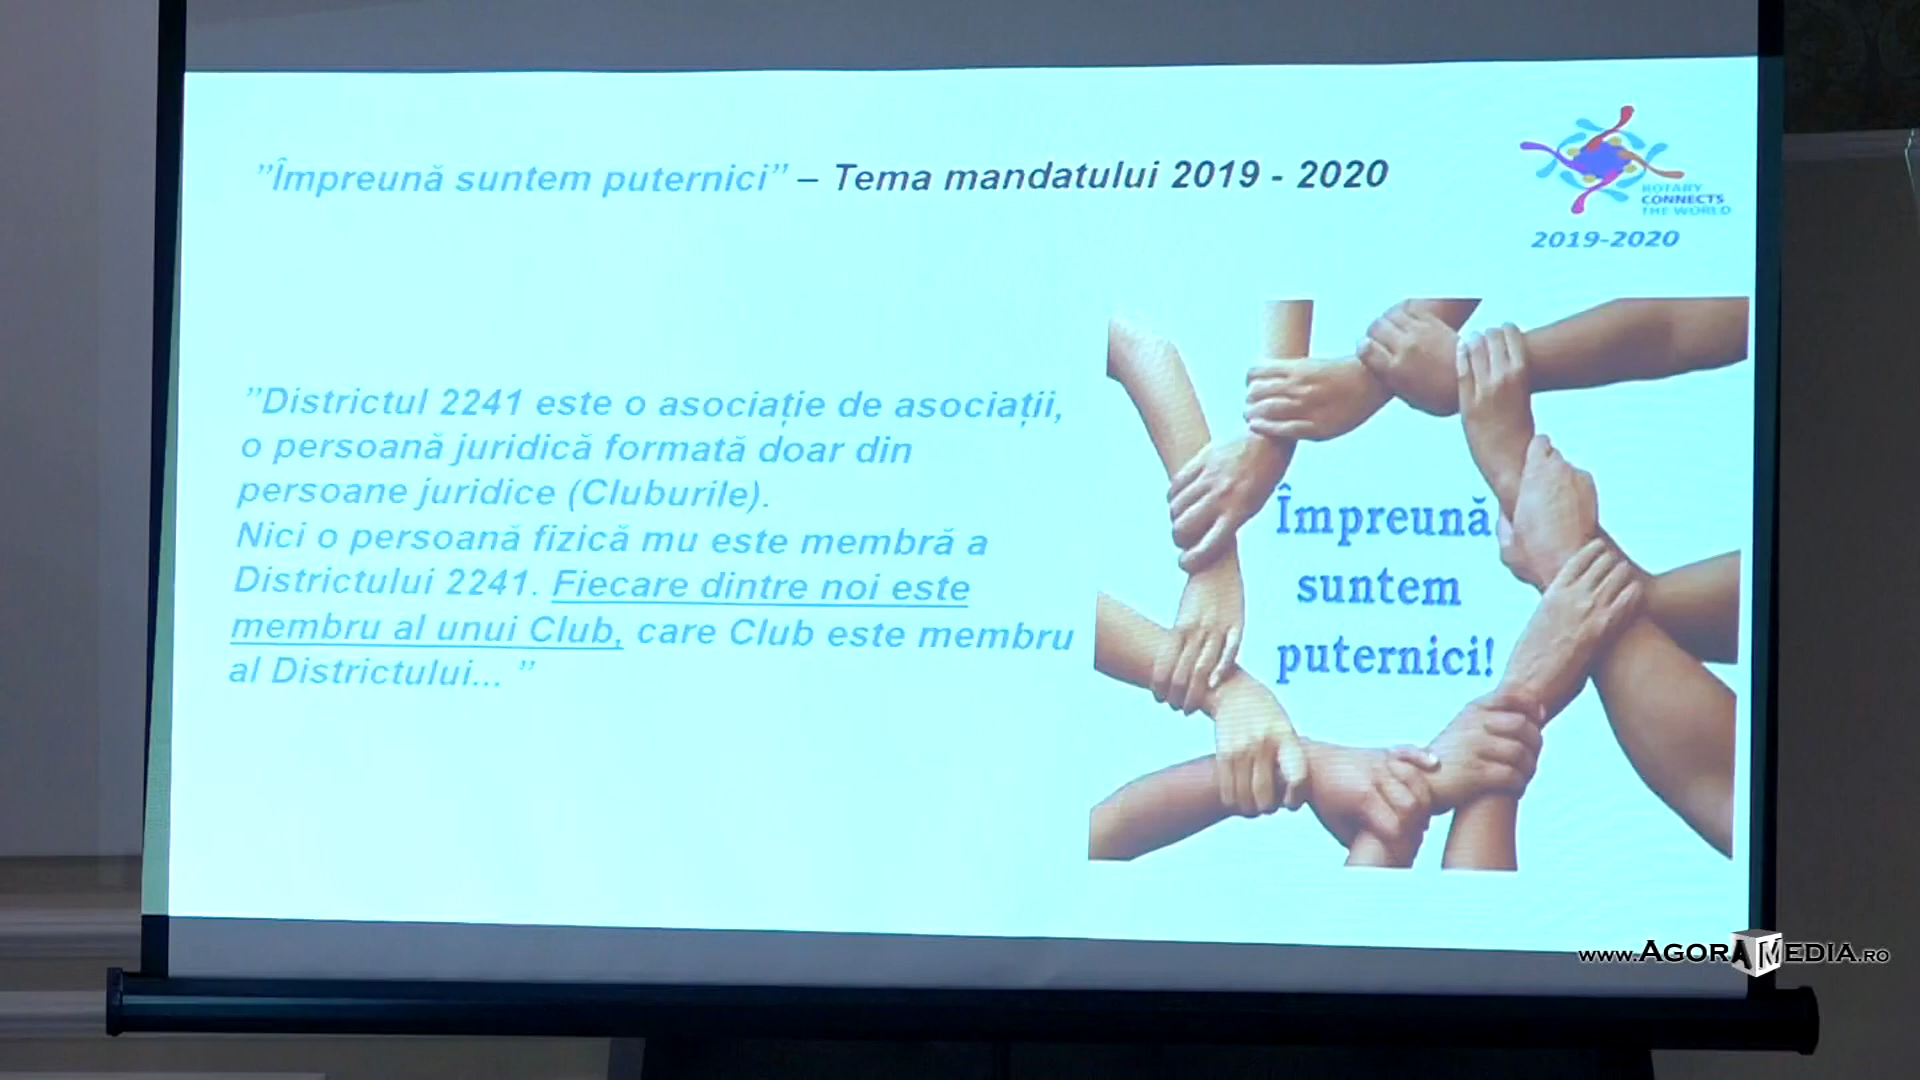 ”Împreună suntem puternici” – Tema mandatului 2019 - 2020
ROTARY
CONNECTS
THE WORLD
2019-2020
”Districtul 2241 este o asociație de asociații,
o persoană juridică formată doar din
persoane juridice (Cluburile).
Nici o persoană fizică mu este membră a
Districtului 2241. Fiecare dintre noi este
membru al unui Club, care Club este membru
al Districtului... ”
Împreună
suntem
puternici!
www.AGORAMEDIA.RO